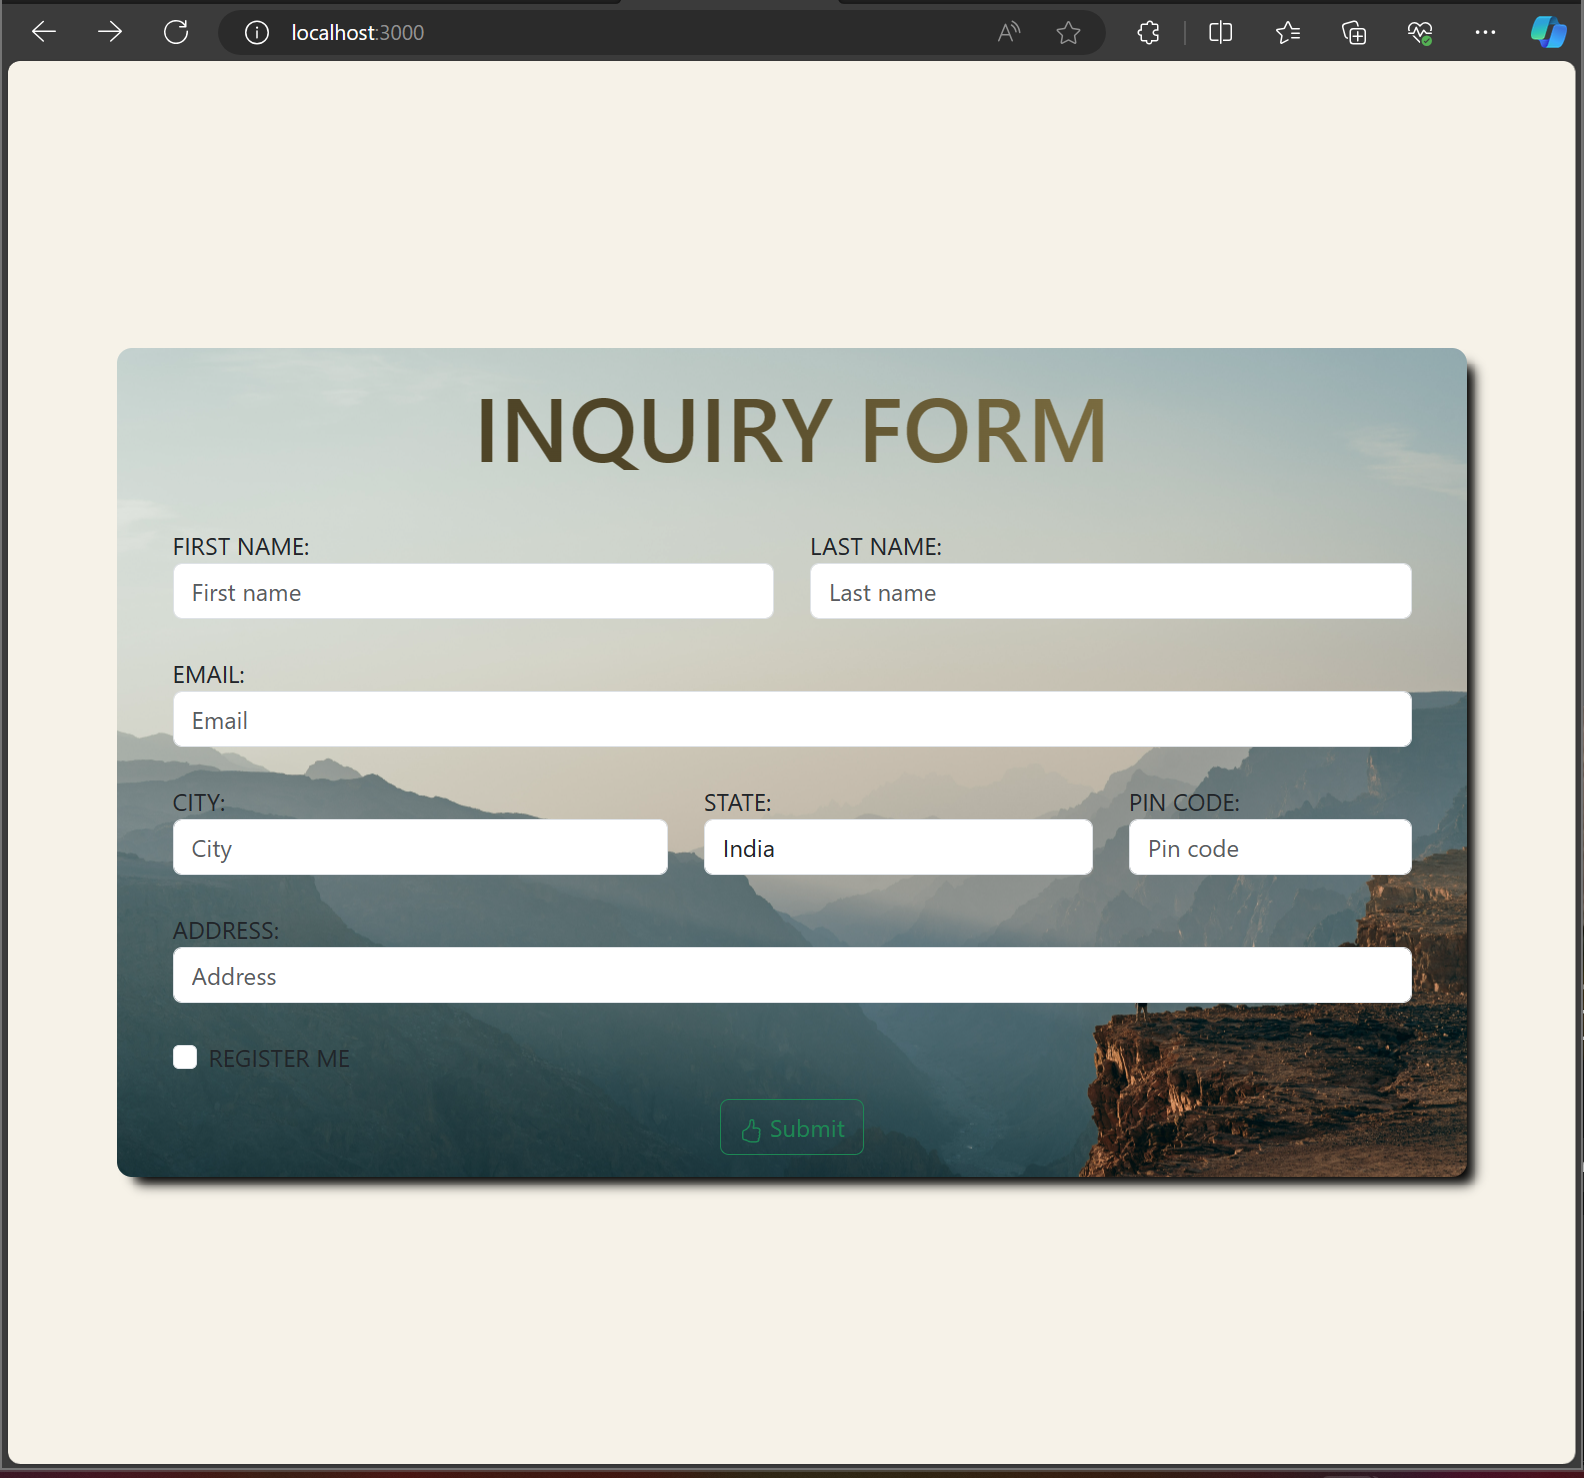 localhost:3000
INQUIRY FORM
FIRST NAME: LAST NAME:
First name Last name
EMAIL:
Email
CITY: STATE: PIN CODE:
City India Pin code
ADDRESS:
Address
REGISTER ME
Submit